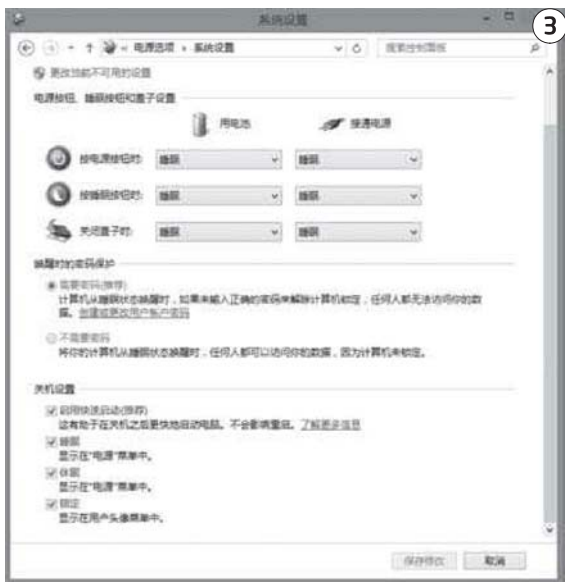 系统设置
③
电源选项 ▸ 系统设置
搜索控制面板
更改当前不可用的设置
电源按钮、睡眠按钮和盖子设置
用电池
接通电源
按电源按钮时: 睡眠 睡眠
按睡眠按钮时: 睡眠 睡眠
关闭盖子时: 睡眠 睡眠
唤醒时的密码保护
需要密码(推荐)
计算机从睡眠状态唤醒时，如果未输入正确的密码来解除计算机锁定，任何人都无法访问你的数
据。创建或更改用户帐户密码
不需要密码
将你的计算机从睡眠状态唤醒时，任何人都可以访问你的数据，因为计算机未锁定。
关机设置
启用快速启动(推荐)
这有助于在关机之后更快地启动电脑。不会影响重启。了解更多信息
睡眠
显示在"电源"菜单中。
休眠
显示在"电源"菜单中。
锁定
显示在用户头像菜单中。
保存修改
取消